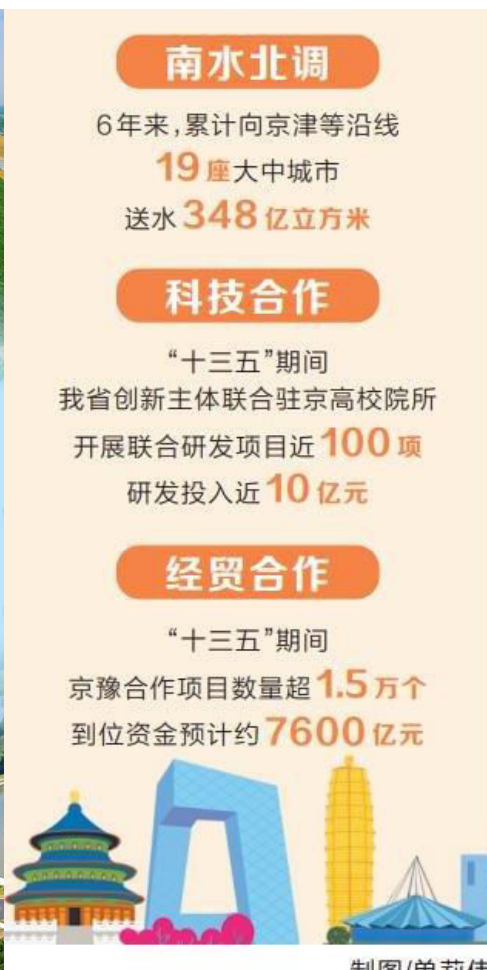 南水北调
6年来,累计向京津等沿线
19座大中城市
送水348亿立方米
科技合作
“十三五”期间
我省创新主体联合驻京高校院所
开展联合研发项目近100项
研发投入近10亿元
经贸合作
“十三五”期间
京豫合作项目数量超1.5万个
到位资金预计约7600亿元
制图/单莉伟